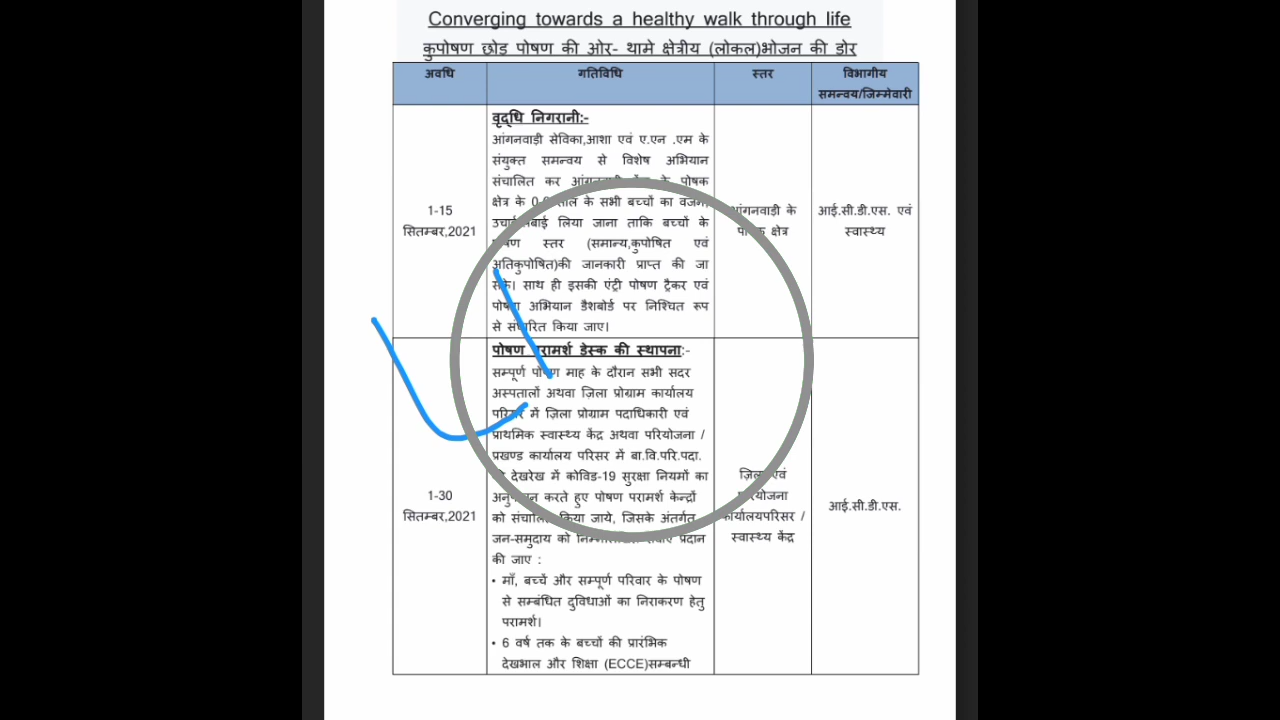 Converging towards a healthy walk through life
कुपोषण छोड पोषण की ओर- थामे क्षेत्रीय (लोकल)भोजन की डोर
अवधि
गतिविधि
स्तर
विभागीय
समन्वय/जिम्मेवारी
1-15
सितम्बर,2021
वृद्धि निगरानी:-
आंगनवाड़ी सेविका,आशा एवं ए.एन .एम के
संयुक्त समन्वय से विशेष अभियान
संचालित कर के पोषक
क्षेत्र के साल के सभी बच्चों का वजन,
लिया जाना ताकि बच्चों के
स्तर (समान्य,कुपोषित एवं
अतिकुपोषित)की जानकारी प्राप्त की जा
सके। साथ ही इसकी एंट्री पोषण ट्रैकर एवं
पोषण अभियान डैशबोर्ड पर निश्चित रूप
से किया जाए।
आंगनवाड़ी के
क्षेत्र
आई.सी.डी.एस. एवं
स्वास्थ्य
1-30
सितम्बर,2021
पोषण परामर्श डेस्क की स्थापना:-
सम्पूर्ण पोषण माह के दौरान सभी सदर
अस्पतालों अथवा ज़िला प्रोग्राम कार्यालय
परिसर में ज़िला प्रोग्राम पदाधिकारी एवं
प्राथमिक स्वास्थ्य केंद्र अथवा परियोजना /
प्रखण्ड कार्यालय परिसर में बा.वि.परि.पदा.
देखरेख में कोविड-19 सुरक्षा नियमों का
करते हुए पोषण परामर्श केन्द्रों
को संचालित किया जाये, जिसके अंतर्गत
जन-समुदाय को प्रदान
की जाए :
• माँ, बच्चें और सम्पूर्ण परिवार के पोषण
से सम्बंधित दुविधाओं का निराकरण हेतु
परामर्श।
• 6 वर्ष तक के बच्चों की प्रारंभिक
देखभाल और शिक्षा (ECCE)सम्बन्धी
ज़िला एवं
परियोजना
कार्यालयपरिसर /
स्वास्थ्य केंद्र
आई.सी.डी.एस.